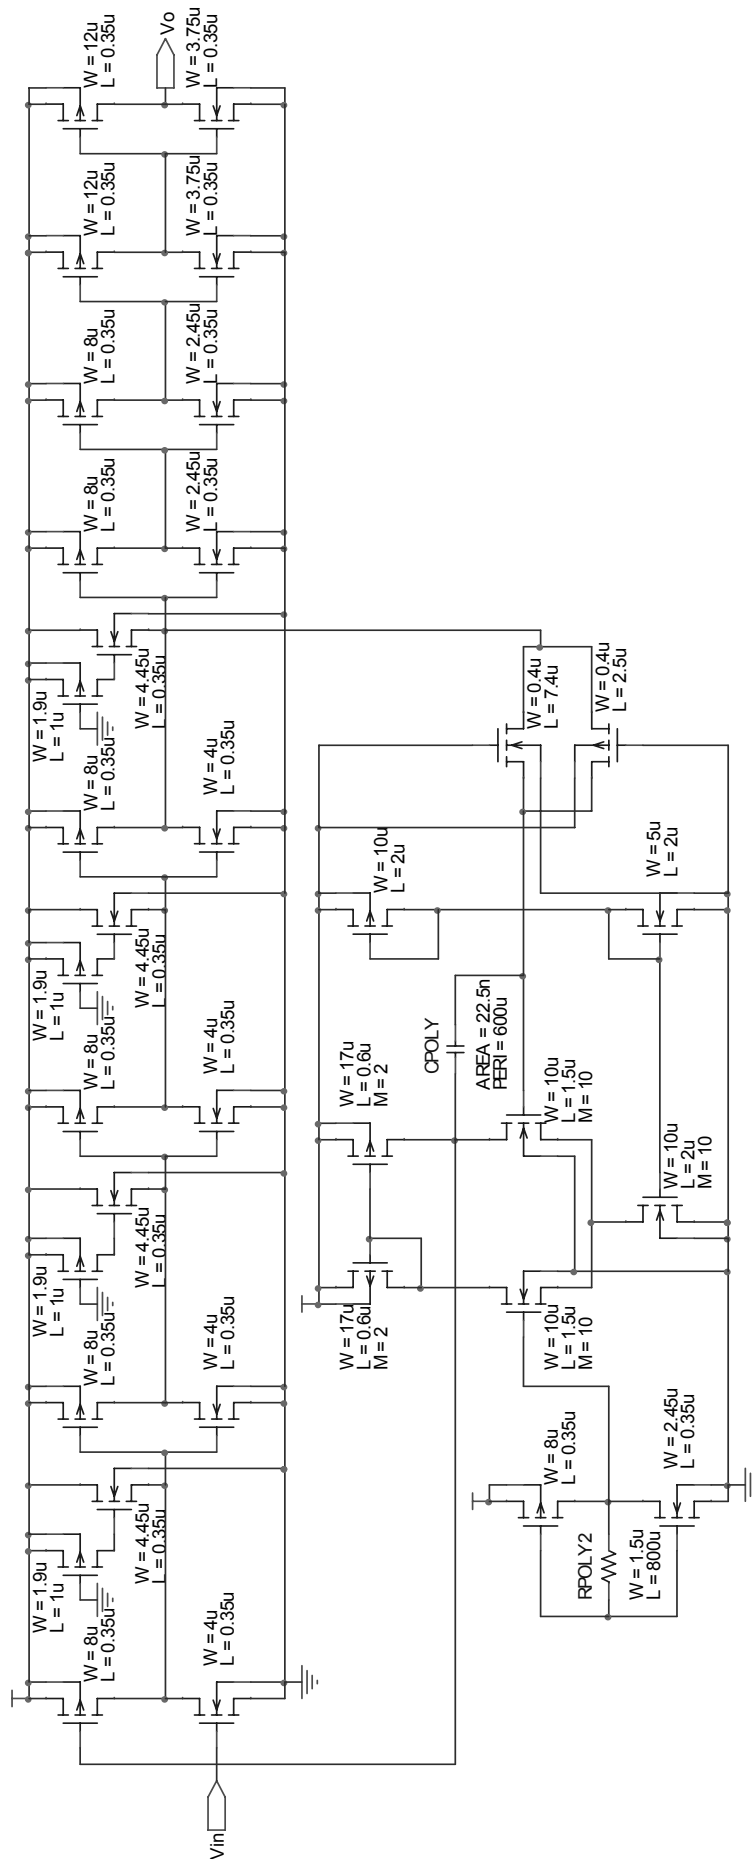 Vo
W = 12u
L = 0.35u
W = 3.75u
L = 0.35u
W = 12u
L = 0.35u
W = 3.75u
L = 0.35u
W = 8u
L = 0.35u
W = 2.45u
L = 0.35u
W = 8u
L = 0.35u
W = 2.45u
L = 0.35u
W = 1.9u
L = 1u
W = 4.45u
L = 0.35u
W = 8u
L = 0.35u
W = 4u
L = 0.35u
W = 1.9u
L = 1u
W = 4.45u
L = 0.35u
W = 8u
L = 0.35u
W = 4u
L = 0.35u
W = 1.9u
L = 1u
W = 4.45u
L = 0.35u
W = 8u
L = 0.35u
W = 4u
L = 0.35u
W = 1.9u
L = 1u
W = 4.45u
L = 0.35u
W = 8u
L = 0.35u
W = 4u
L = 0.35u
Vin
W = 0.4u
L = 7.4u
W = 0.4u
L = 2.5u
W = 10u
L = 2u
W = 5u
L = 2u
CPOLY
AREA = 22.5n
PERI = 600u
W = 17u
L = 0.6u
M = 2
W = 10u
L = 1.5u
M = 10
W = 10u
L = 2u
M = 10
W = 17u
L = 0.6u
M = 2
W = 10u
L = 1.5u
M = 10
W = 8u
L = 0.35u
W = 2.45u
L = 0.35u
RPOLY2
W = 1.5u
L = 800u